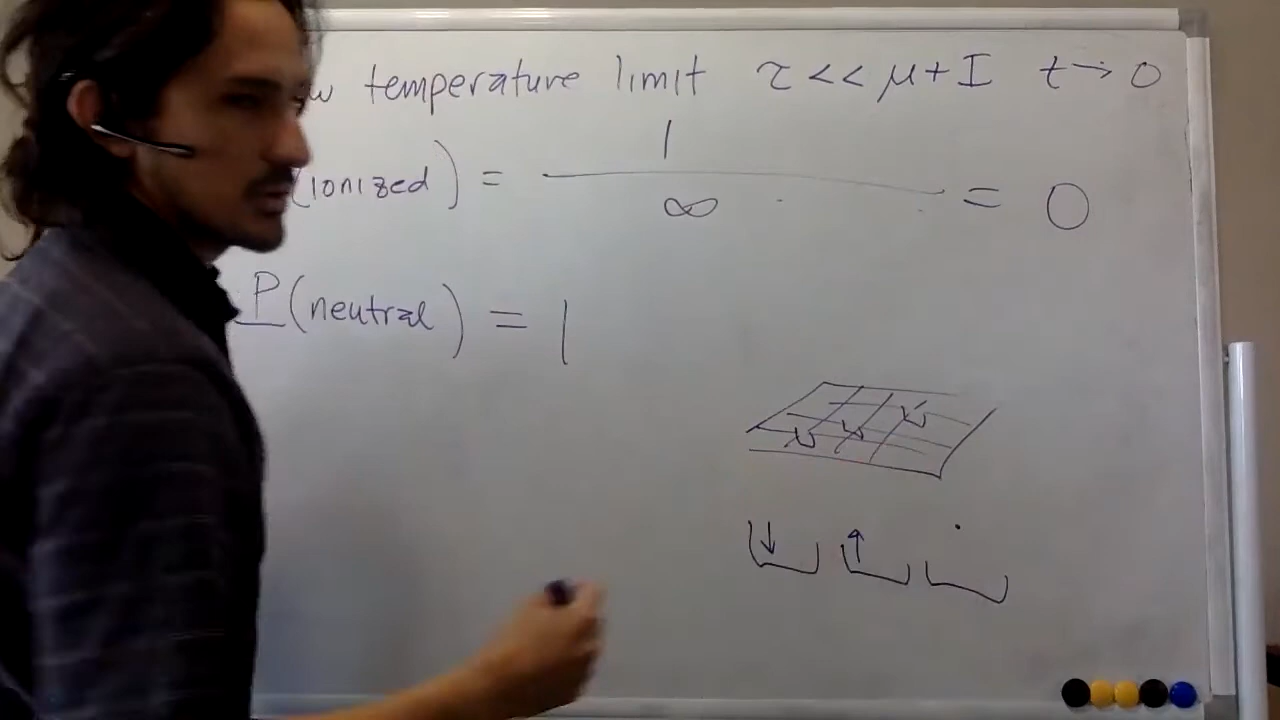 temperature limit τ << μ + I t → 0
(ionized) = 1/∞ = 0
P(neutral) = 1